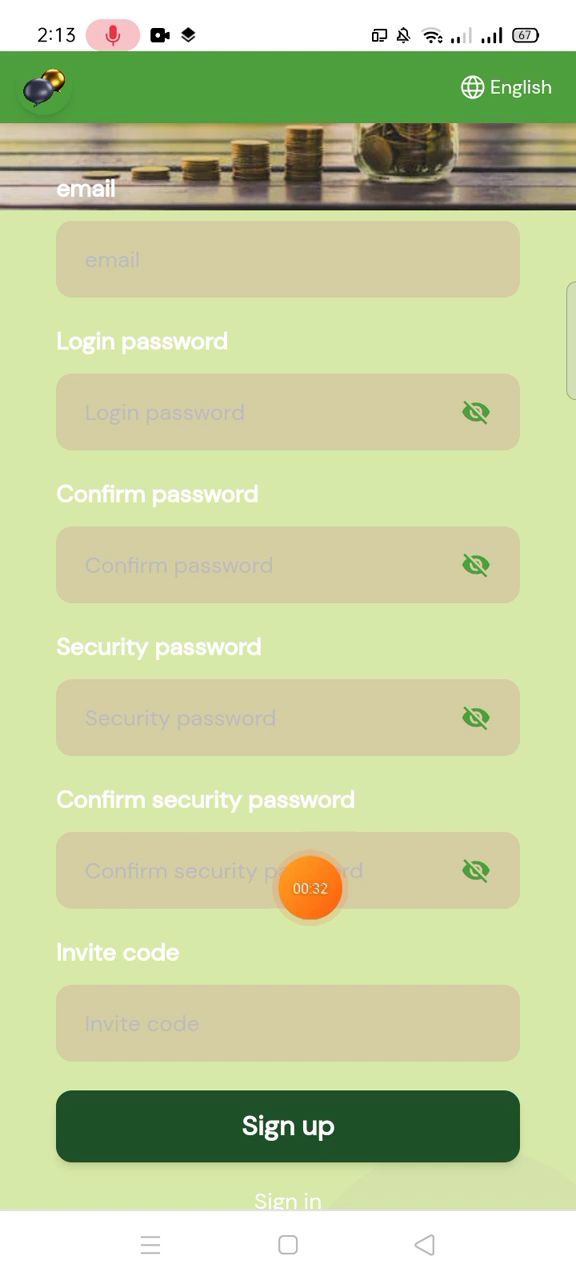 2:13
67
English
email
email
Login password
Login password
Confirm password
Confirm password
Security password
Security password
Confirm security password
Confirm security p rd
00:32
Invite code
Invite code
Sign up
Sign in